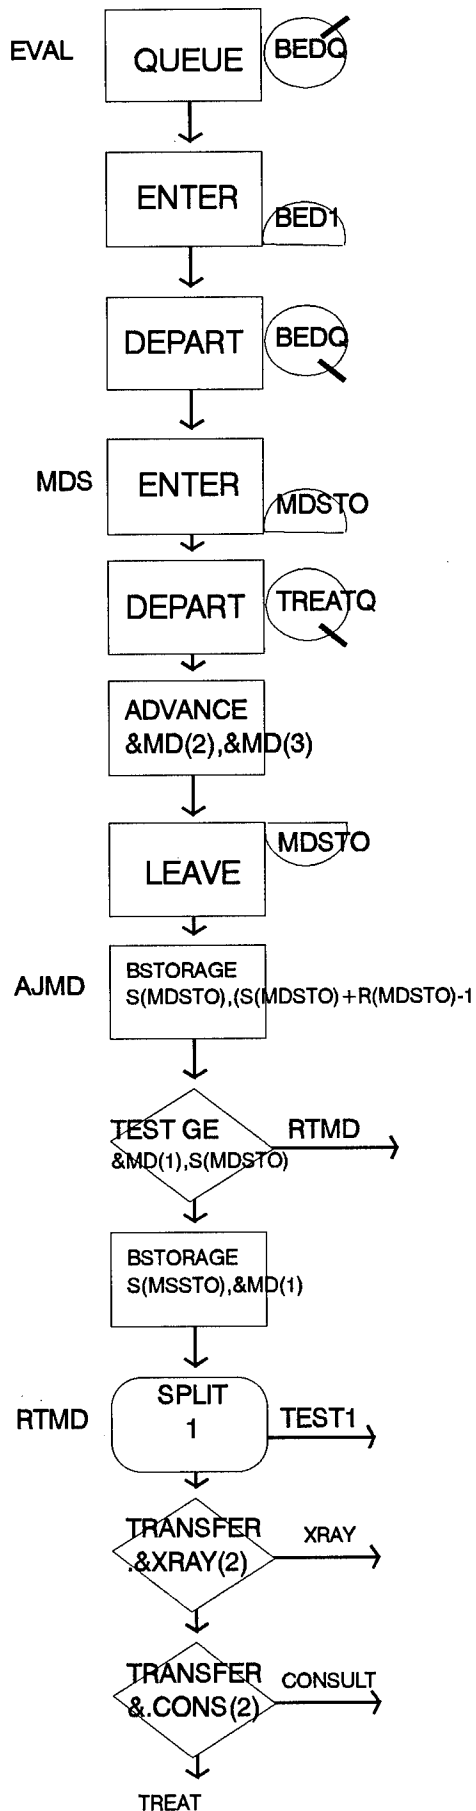 EVAL
QUEUE
BEDQ
ENTER
BED1
DEPART
BEDQ
MDS
ENTER
MDSTO
DEPART
TREATQ
ADVANCE
&MD(2),&MD(3)
LEAVE
MDSTO
AJMD
BSTORAGE
S(MDSTO),(S(MDSTO)+R(MDSTO)-1
TEST GE
&MD(1),S(MDSTO)
RTMD
BSTORAGE
S(MSSTO),&MD(1)
RTMD
SPLIT
1
TEST1
TRANSFER
.&XRAY(2)
XRAY
TRANSFER
&.CONS(2)
CONSULT
TREAT